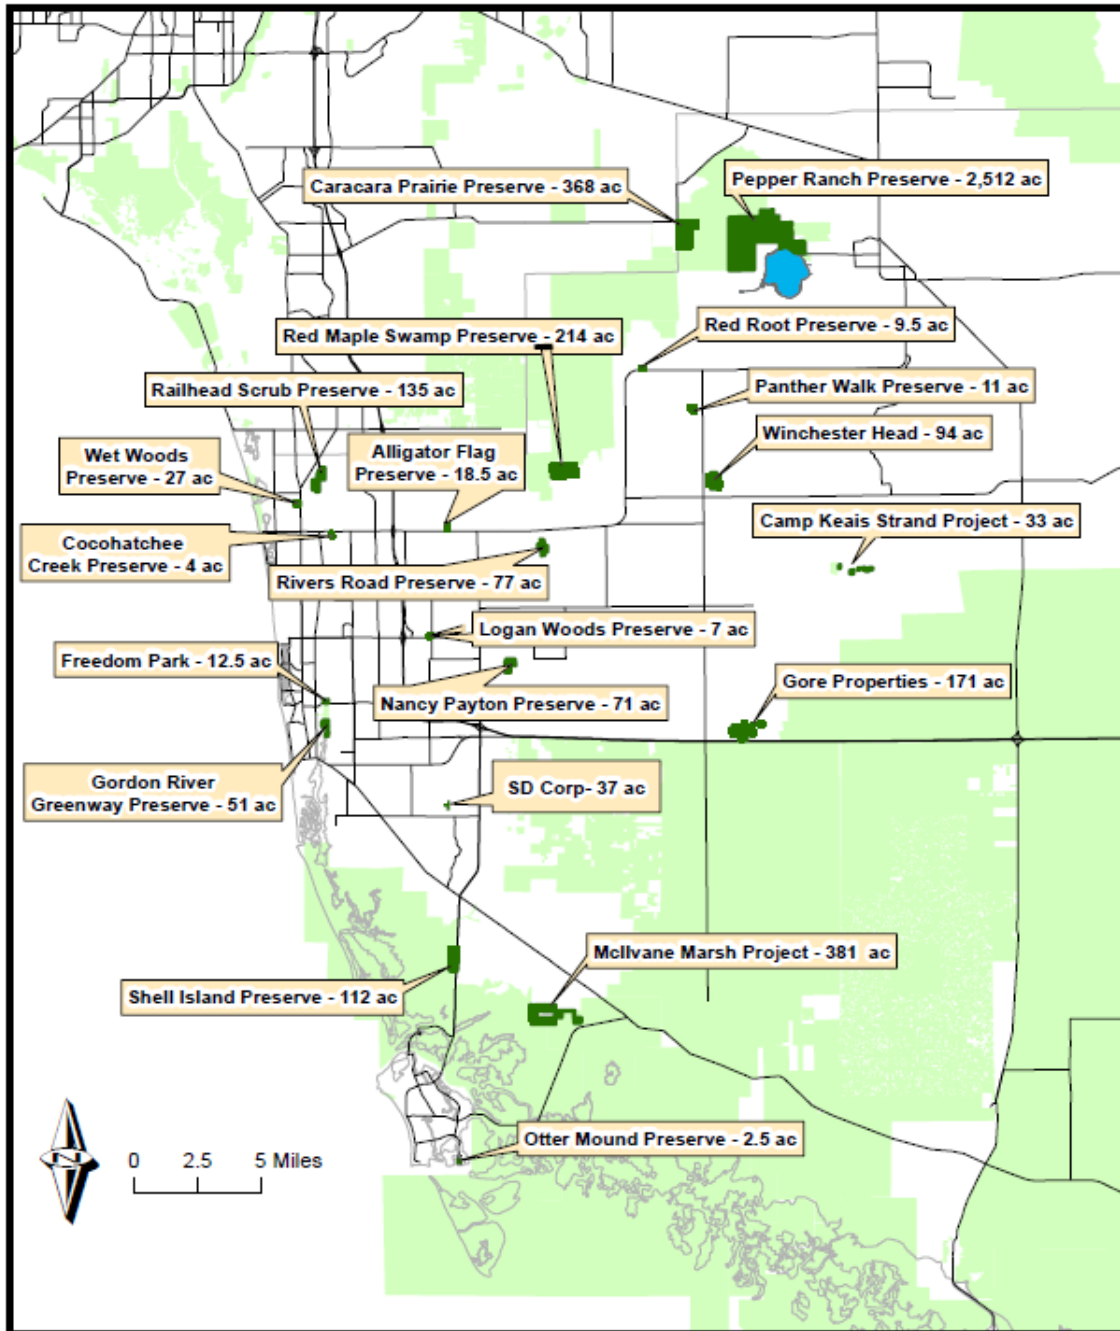 Caracara Prairie Preserve - 368 ac
Pepper Ranch Preserve - 2,512 ac
Red Maple Swamp Preserve - 214 ac
Red Root Preserve - 9.5 ac
Railhead Scrub Preserve - 135 ac
Panther Walk Preserve - 11 ac
Wet Woods
Preserve - 27 ac
Alligator Flag
Preserve - 18.5 ac
Winchester Head - 94 ac
Cocohatchee
Creek Preserve - 4 ac
Camp Keais Strand Project - 33 ac
Rivers Road Preserve - 77 ac
Logan Woods Preserve - 7 ac
Freedom Park - 12.5 ac
Nancy Payton Preserve - 71 ac
Gore Properties - 171 ac
Gordon River
Greenway Preserve - 51 ac
SD Corp- 37 ac
McIlvane Marsh Project - 381 ac
Shell Island Preserve - 112 ac
Otter Mound Preserve - 2.5 ac
N
0 2.5 5 Miles